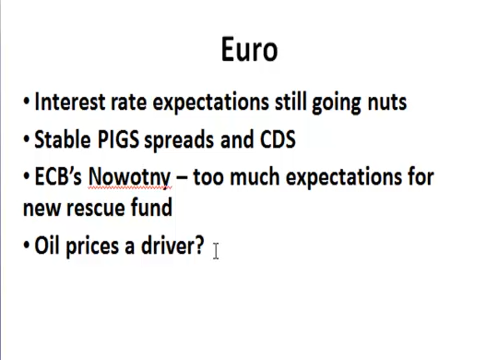 Euro
• Interest rate expectations still going nuts
• Stable PIGS spreads and CDS
• ECB's Nowotny – too much expectations for
new rescue fund
• Oil prices a driver?